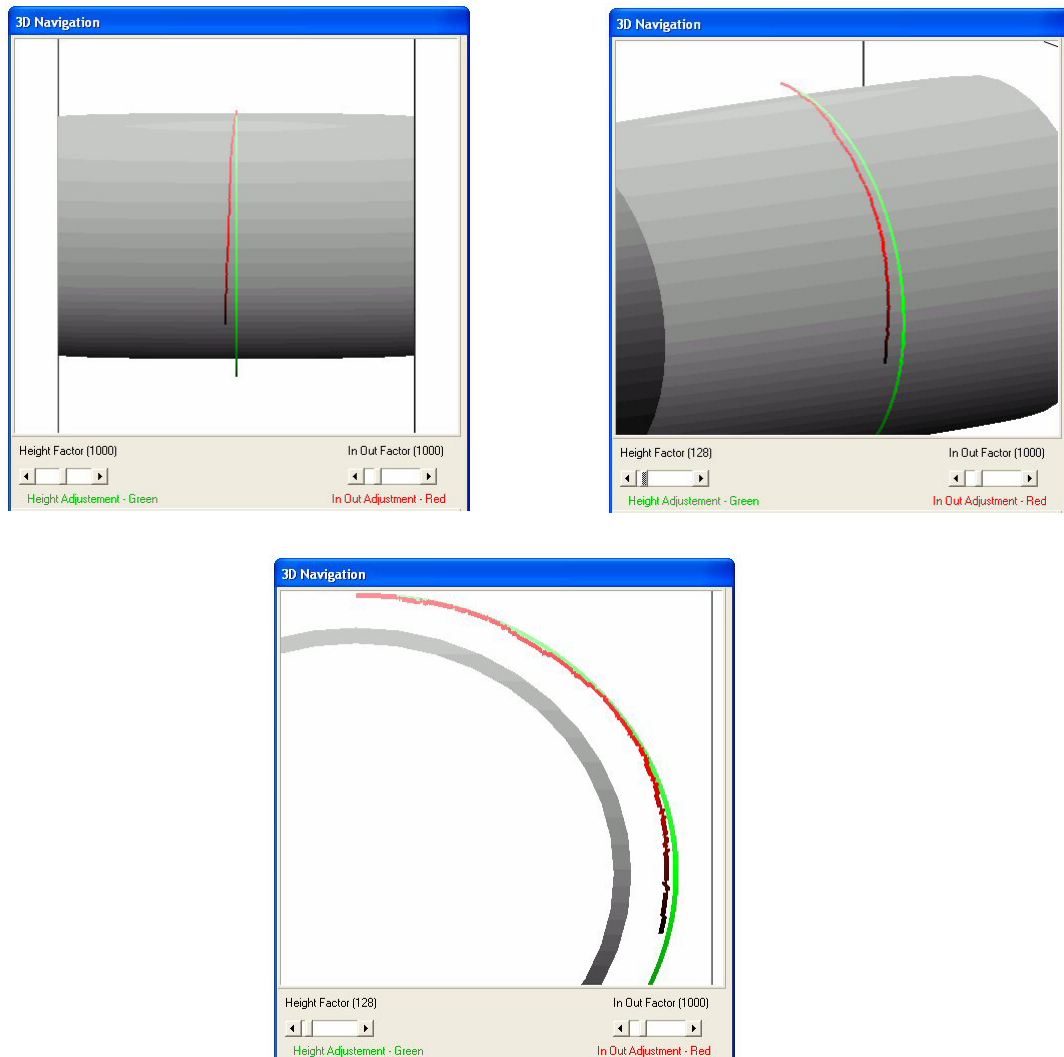 3D Navigation
Height Factor (1000)
In Out Factor (1000)
Height Adjustement - Green
In Out Adjustment - Red
3D Navigation
Height Factor (128)
In Out Factor (1000)
Height Adjustement - Green
In Out Adjustment - Red
3D Navigation
Height Factor (128)
In Out Factor (1000)
Height Adjustement - Green
In Out Adjustment - Red